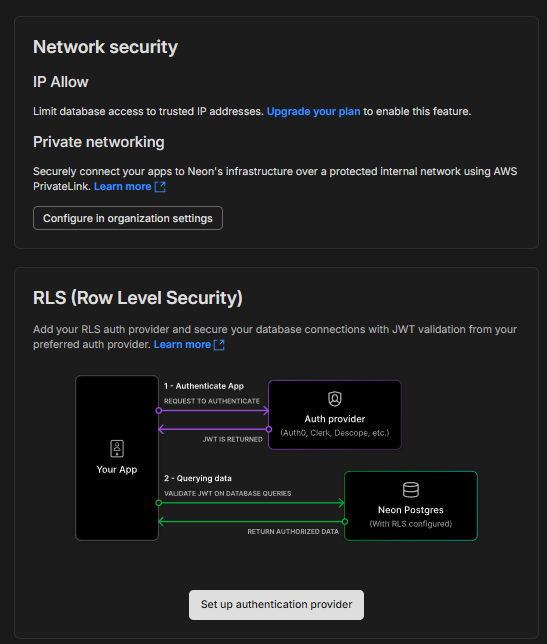 Network security
IP Allow
Limit database access to trusted IP addresses. Upgrade your plan to enable this feature.
Private networking
Securely connect your apps to Neon's infrastructure over a protected internal network using AWS
PrivateLink. Learn more
Configure in organization settings
RLS (Row Level Security)
Add your RLS auth provider and secure your database connections with JWT validation from your
preferred auth provider. Learn more
1 - Authenticate App
REQUEST TO AUTHENTICATE
JWT IS RETURNED
Auth provider
(Auth0, Clerk, Descope, etc.)
Your App
2 - Querying data
VALIDATE JWT ON DATABASE QUERIES
RETURN AUTHORIZED DATA
Neon Postgres
(With RLS configured)
Set up authentication provider